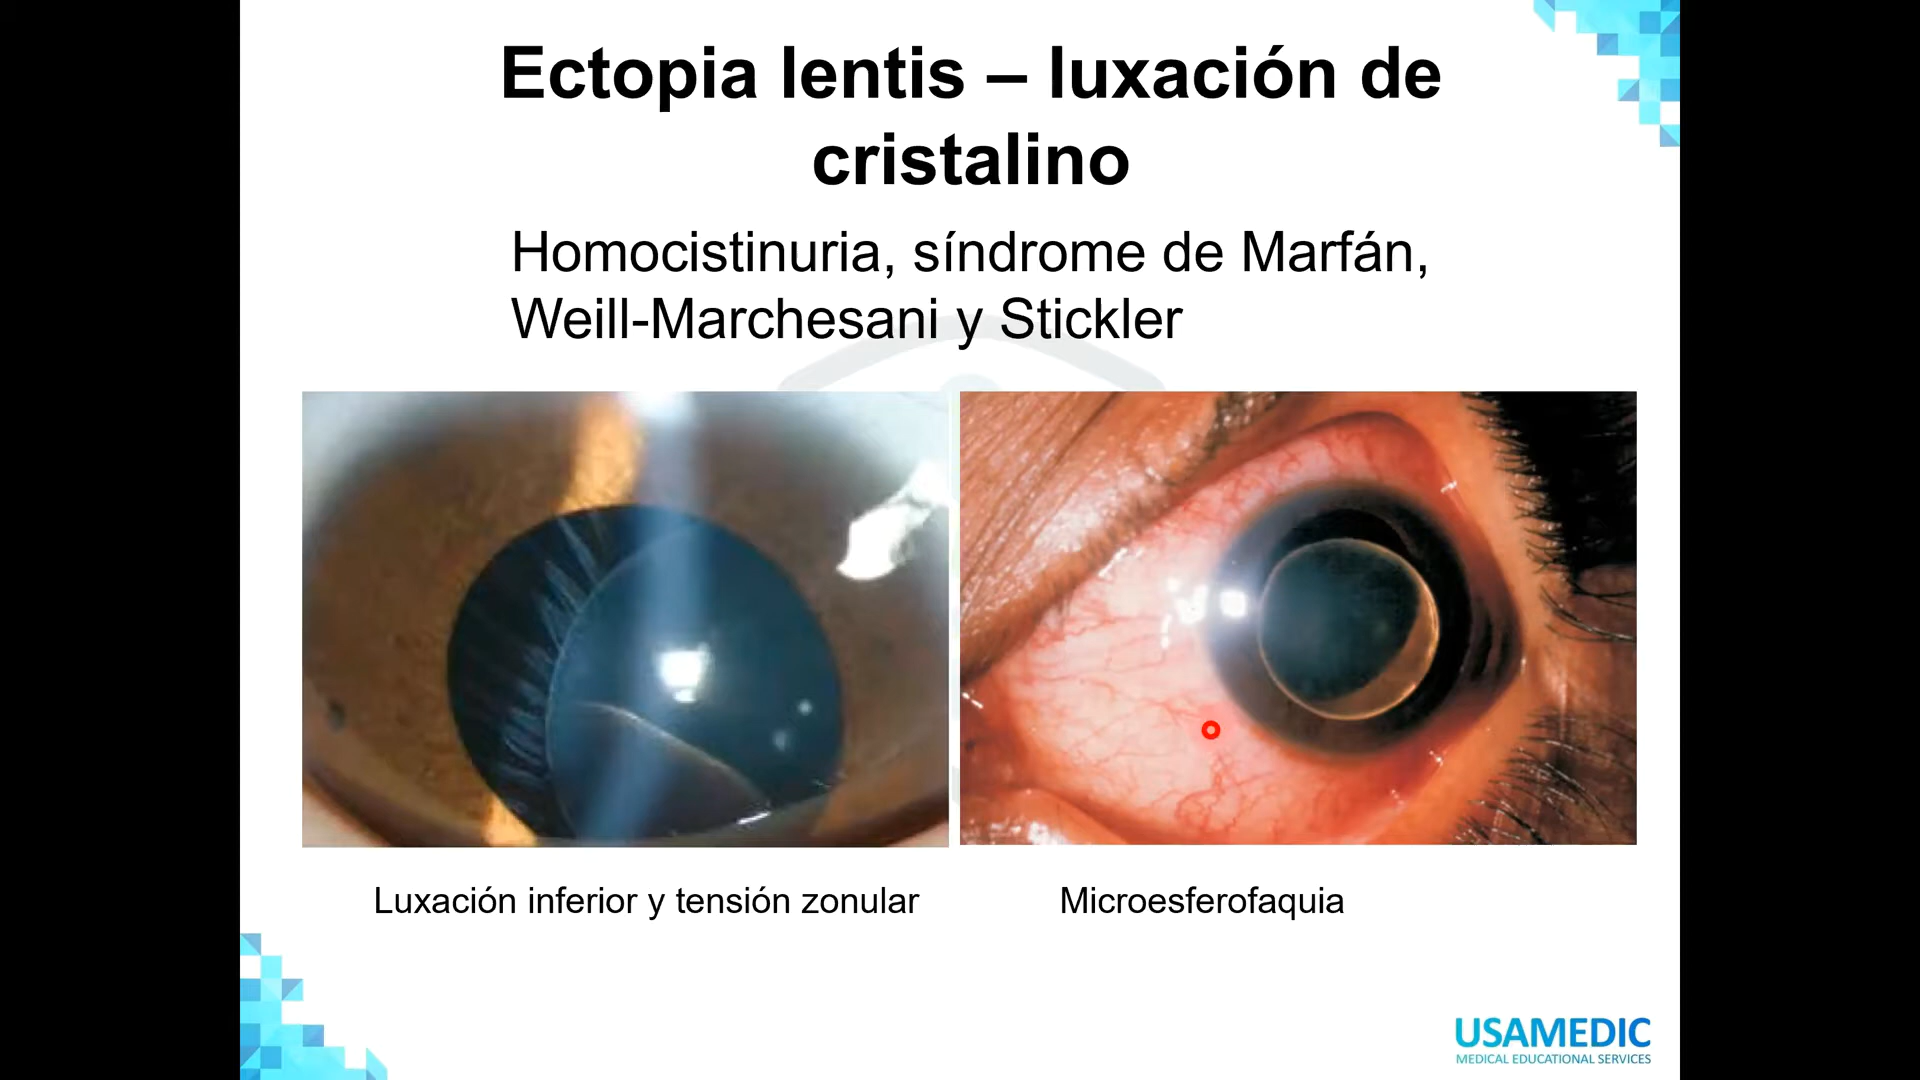 Ectopia lentis – luxación de
cristalino
Homocistinuria, síndrome de Marfán,
Weill-Marchesani y Stickler
Luxación inferior y tensión zonular
Microesferofaquia
USAMEDIC
MEDICAL EDUCATIONAL SERVICES